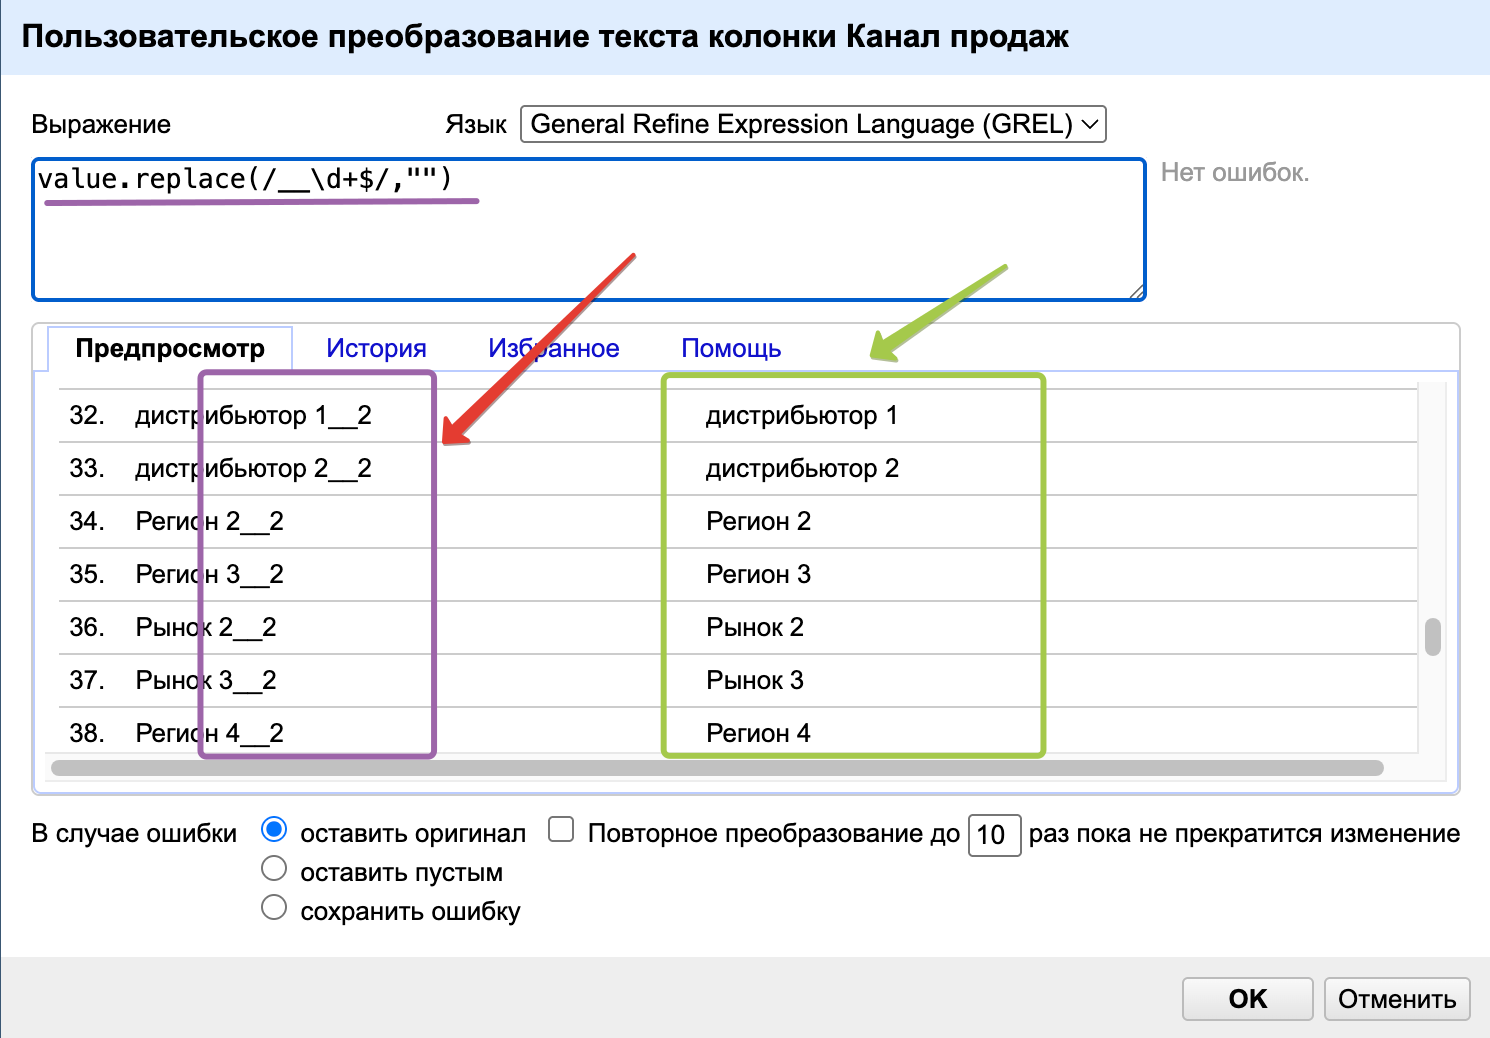 Пользовательское преобразование текста колонки Канал продаж
Выражение Язык General Refine Expression Language (GREL)
value.replace(/__\d+$/,"") Нет ошибок.
Предпросмотр История Избранное Помощь
32. дистрибьютор 1__2 дистрибьютор 1
33. дистрибьютор 2__2 дистрибьютор 2
34. Регион 2__2 Регион 2
35. Регион 3__2 Регион 3
36. Рынок 2__2 Рынок 2
37. Рынок 3__2 Рынок 3
38. Регион 4__2 Регион 4
В случае ошибки оставить оригинал Повторное преобразование до 10 раз пока не прекратится изменение
оставить пустым
сохранить ошибку
OK Отменить